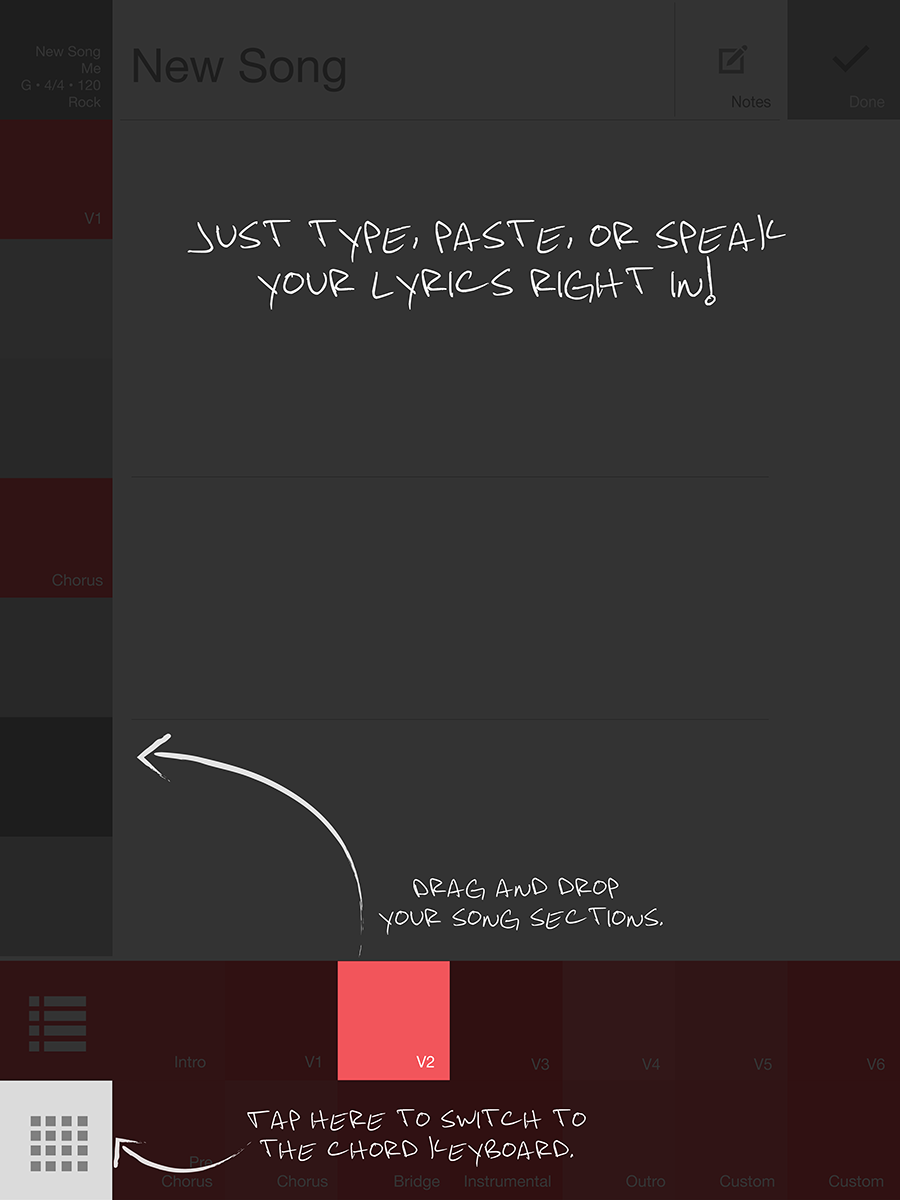 New Song
Me
G • 4/4 • 120
Rock
New Song
Notes
Done
V1
JUST TYPE, PASTE, OR SPEAK
YOUR LYRICS RIGHT IN!
Chorus
DRAG AND DROP
YOUR SONG SECTIONS.
Intro
V1
V2
V3
V4
V5
V6
TAP HERE TO SWITCH TO
THE CHORD KEYBOARD.
Pre
Chorus
Chorus
Bridge
Instrumental
Outro
Custom
Custom